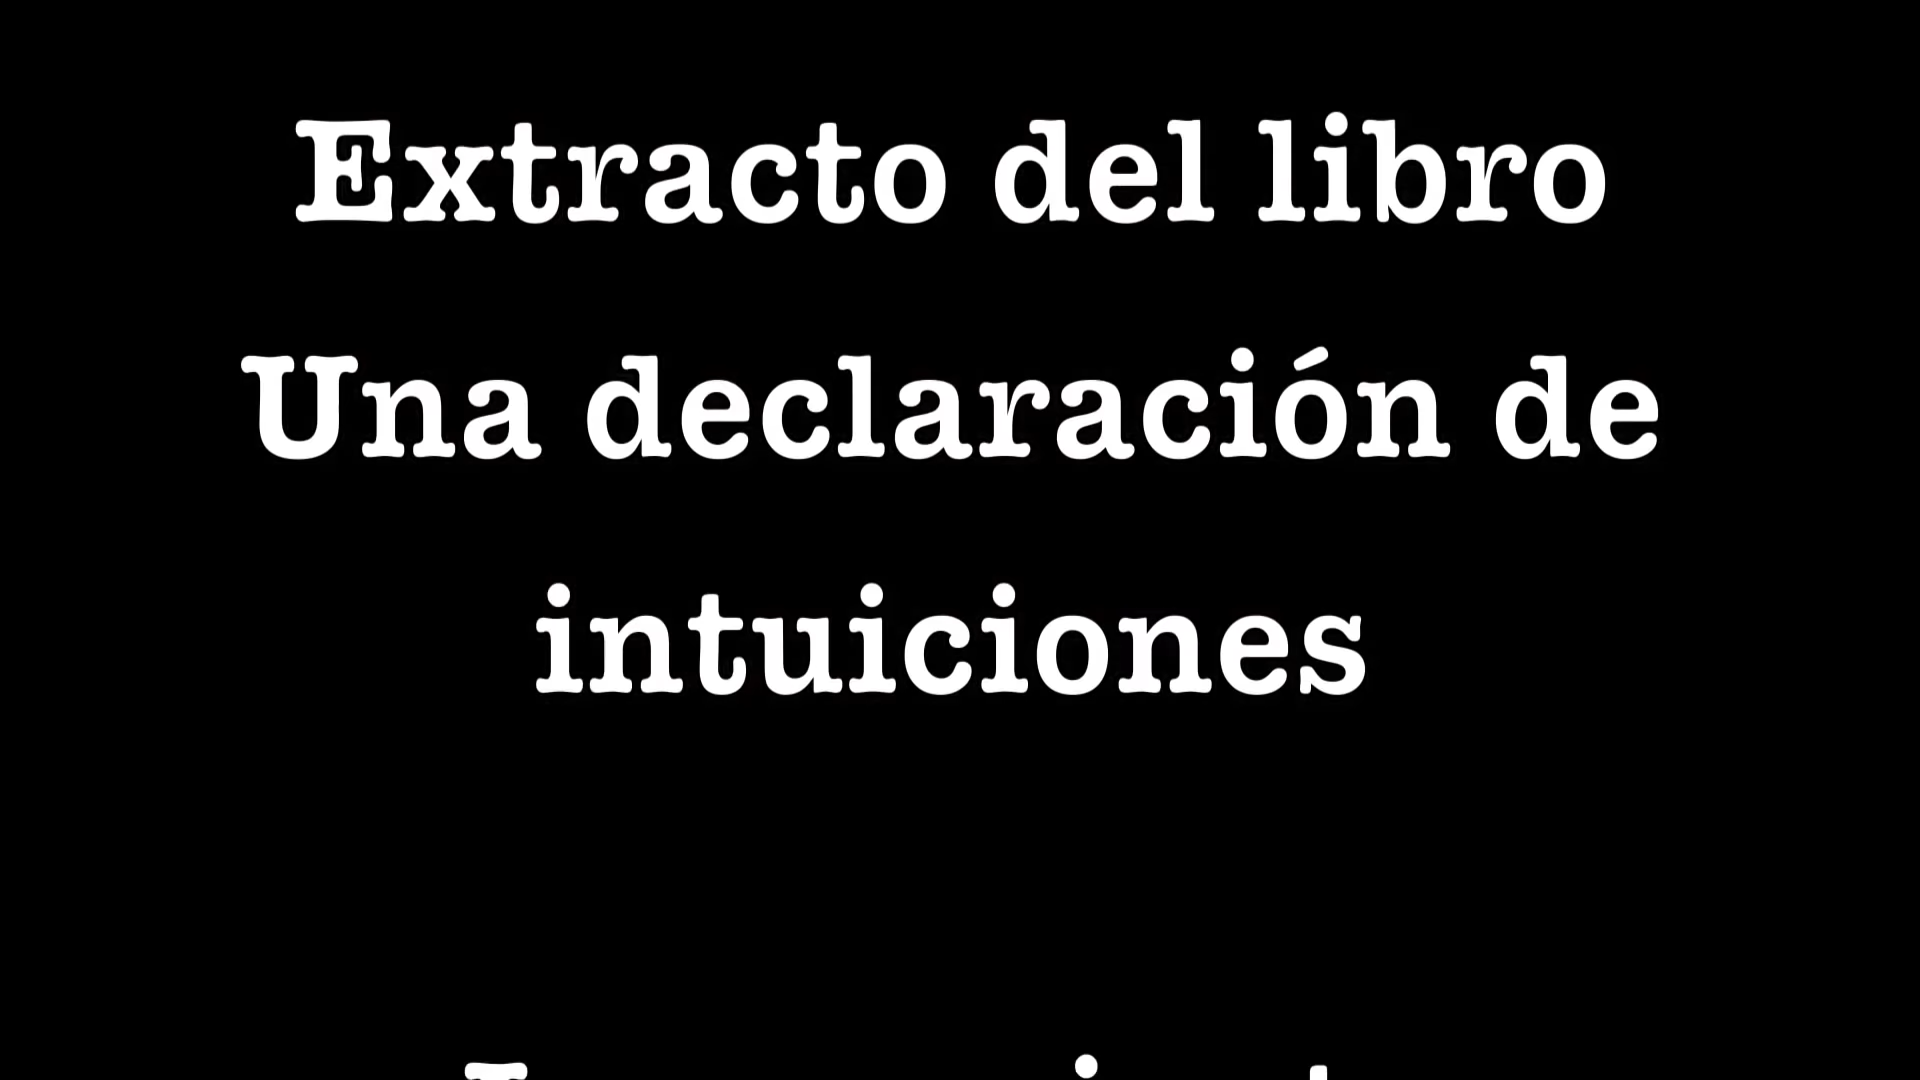 Extracto del libro
Una declaración de
intuiciones